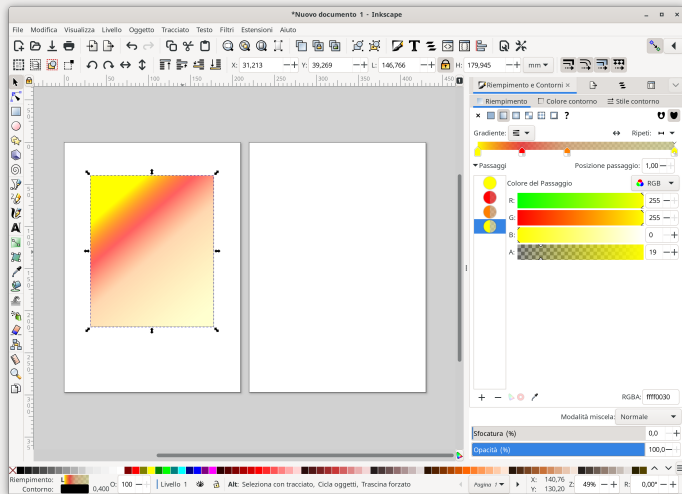 *Nuovo documento 1 - Inkscape
File Modifica Visualizza Livello Oggetto Tracciato Testo Filtri Estensioni Aiuto
X: 31,213 Y: 39,269 L: 146,766 H: 179,945 mm
Riempimento e Contorni
Riempimento Colore contorno Stile contorno
?
Gradiente: Ripeti:
Passaggi Posizione passaggio: 1,00
Colore del Passaggio RGB
R: 255
G: 255
B: 0
A: 19
RGBA: ffff0030
Modalità miscela: Normale
Sfocatura (%) 0,0
Opacità (%) 100,0
Riempimento: L
Contorno: 0,400 O: 100 Livello 1 Alt: Seleziona con tracciato, Cicla oggetti, Trascina forzato Pagina 1 X: 140,76 Y: 130,20 Z: 49% R: 0,00°